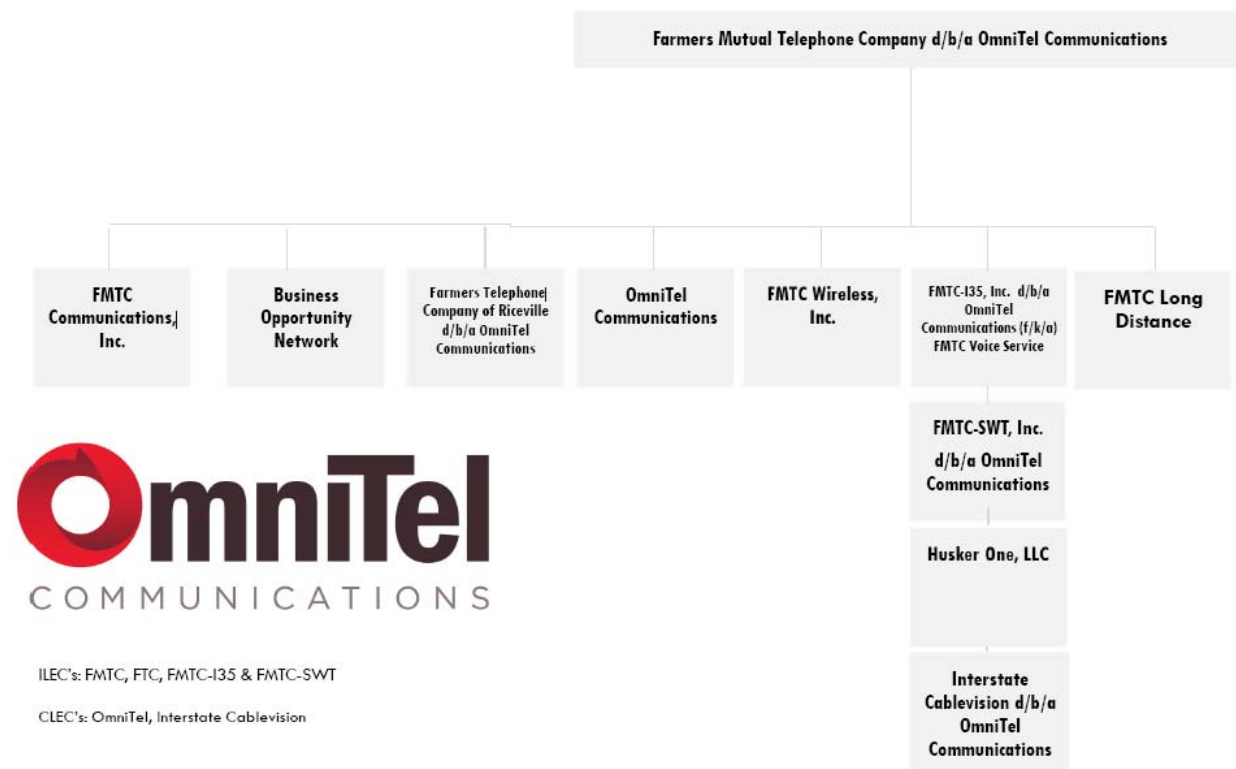 Farmers Mutual Telephone Company d/b/a OmniTel Communications
FMTC
Communications,
Inc.
Business
Opportunity
Network
Farmers Telephone
Company of Riceville
d/b/a OmniTel
Communications
OmniTel
Communications
FMTC Wireless,
Inc.
FMTC-I35, Inc. d/b/a
OmniTel
Communications (f/k/a)
FMTC Voice Service
FMTC Long
Distance
FMTC-SWT, Inc.
d/b/a OmniTel
Communications
Husker One, LLC
Interstate
Cablevision d/b/a
OmniTel
Communications
OmniTel
COMMUNICATIONS
ILEC's: FMTC, FTC, FMTC-I35 & FMTC-SWT
CLEC's: OmniTel, Interstate Cablevision